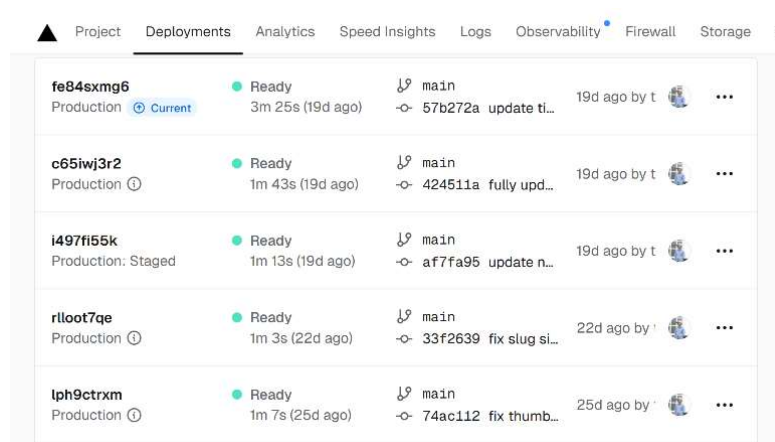 Project Deployments Analytics Speed Insights Logs Observability Firewall Storage
fe84sxmg6 Ready main 19d ago by t
Production Current 3m 25s (19d ago) 57b272a update ti...
c65iwj3r2 Ready main 19d ago by t
Production 1m 43s (19d ago) 424511a fully upd...
i497fi55k Ready main 19d ago by t
Production: Staged 1m 13s (19d ago) af7fa95 update n...
rlloot7qe Ready main 22d ago by
Production 1m 3s (22d ago) 33f2639 fix slug si...
lph9ctrxm Ready main 25d ago by
Production 1m 7s (25d ago) 74ac112 fix thumb...